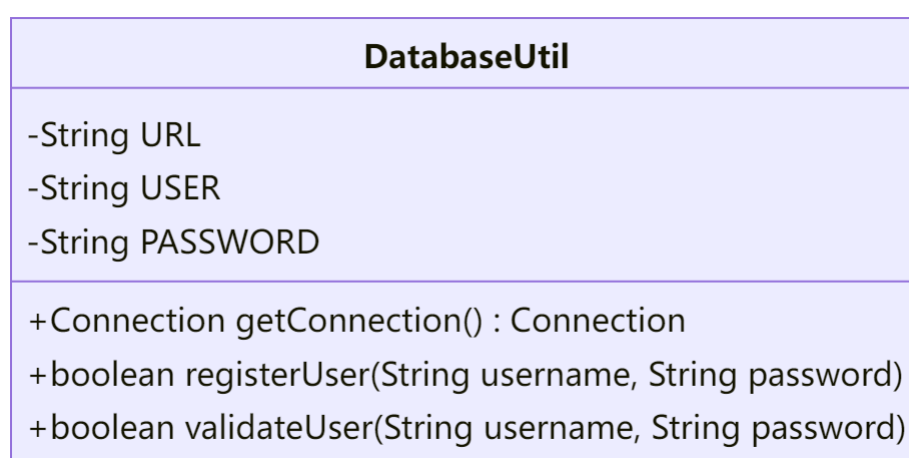 DatabaseUtil
-String URL
-String USER
-String PASSWORD
+Connection getConnection() : Connection
+boolean registerUser(String username, String password)
+boolean validateUser(String username, String password)